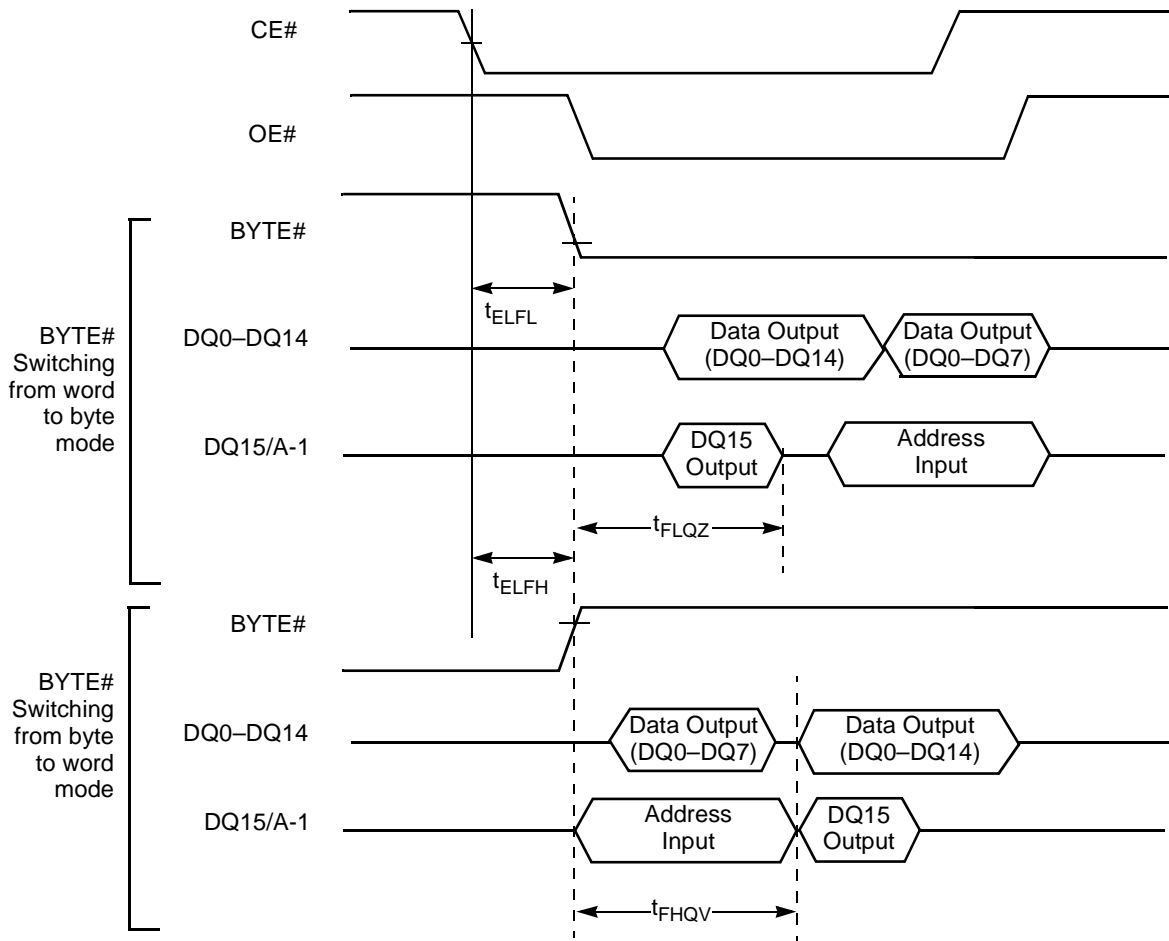 CE#
OE#
BYTE#
tELFL
BYTE#
Switching
from word
to byte
mode
DQ0–DQ14
Data Output
(DQ0–DQ14)
Data Output
(DQ0–DQ7)
DQ15/A-1
DQ15
Output
Address
Input
tFLQZ
tELFH
BYTE#
BYTE#
Switching
from byte
to word
mode
DQ0–DQ14
Data Output
(DQ0–DQ7)
Data Output
(DQ0–DQ14)
DQ15/A-1
Address
Input
DQ15
Output
tFHQV